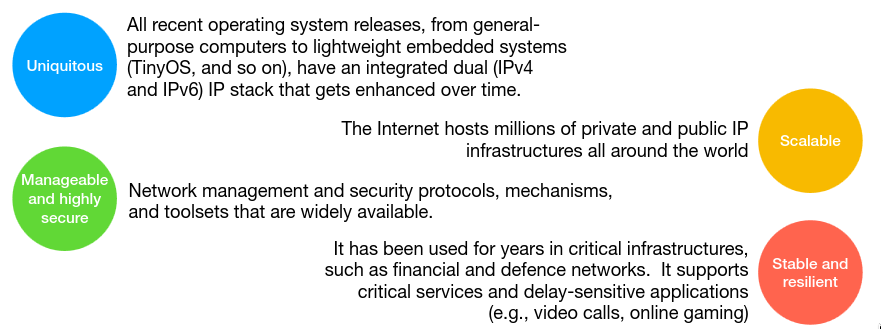 Uniquitous
All recent operating system releases, from general-
purpose computers to lightweight embedded systems
(TinyOS, and so on), have an integrated dual (IPv4
and IPv6) IP stack that gets enhanced over time.
The Internet hosts millions of private and public IP
infrastructures all around the world
Scalable
Manageable
and highly
secure
Network management and security protocols, mechanisms,
and toolsets that are widely available.
It has been used for years in critical infrastructures,
such as financial and defence networks.  It supports
critical services and delay-sensitive applications
(e.g., video calls, online gaming)
Stable and
resilient